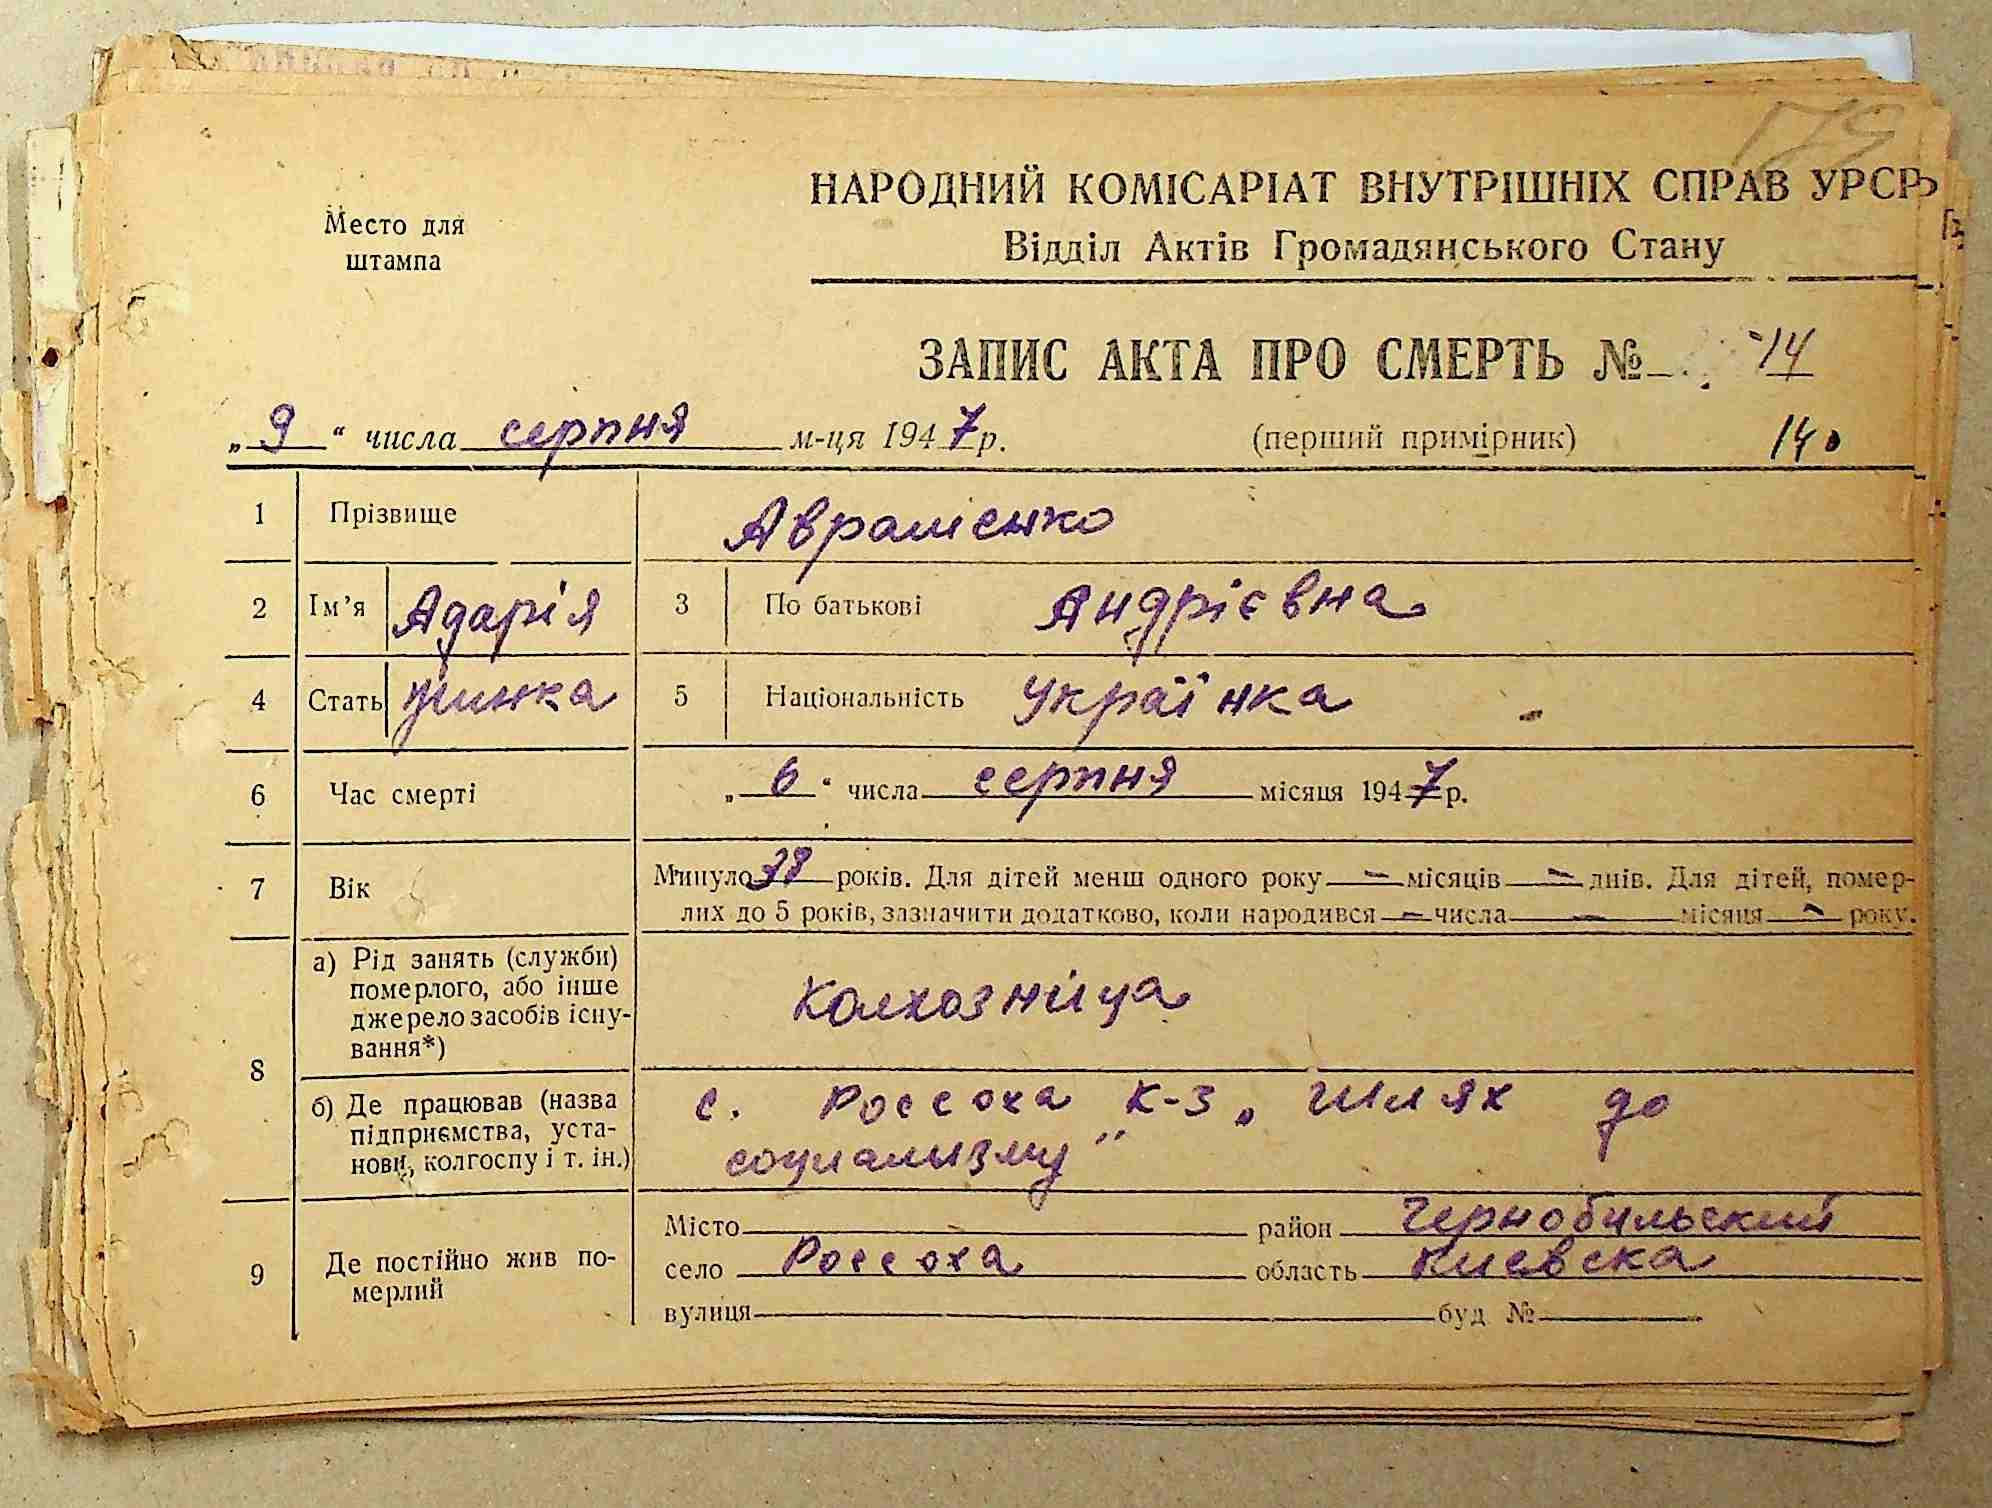 179
Место для
штампа
НАРОДНИЙ КОМІСАРІАТ ВНУТРІШНІХ СПРАВ УРСР
Відділ Актів Громадянського Стану
ЗАПИС АКТА ПРО СМЕРТЬ № 14
„ 9 “ числа серпня м-ця 1947 р. (перший примірник) 140
1 Прізвище Авраміенко
2 Ім’я Адарія 3 По батькові Андрієвна
4 Стать жинка 5 Національність Українка
6 Час смерті „ 6 “ числа серпня місяця 1947 р.
7 Вік Минуло 38 років. Для дітей менш одного року — місяців — днів. Для дітей, помер-
лих до 5 років, зазначити додатково, коли народився — числа — місяця — року.
8 а) Рід занять (служби)
померлого, або інше
джерело засобів існу-
вання*) Колхозніца
б) Де працював (назва
підприємства, уста-
нови, колгоспу і т. ін.) с. Россоха к-з „ шлях до
социализму"
9 Де постійно жив по-
мерлий
Місто район Чернобильский
село Россоха область Киевска
вулиця буд №